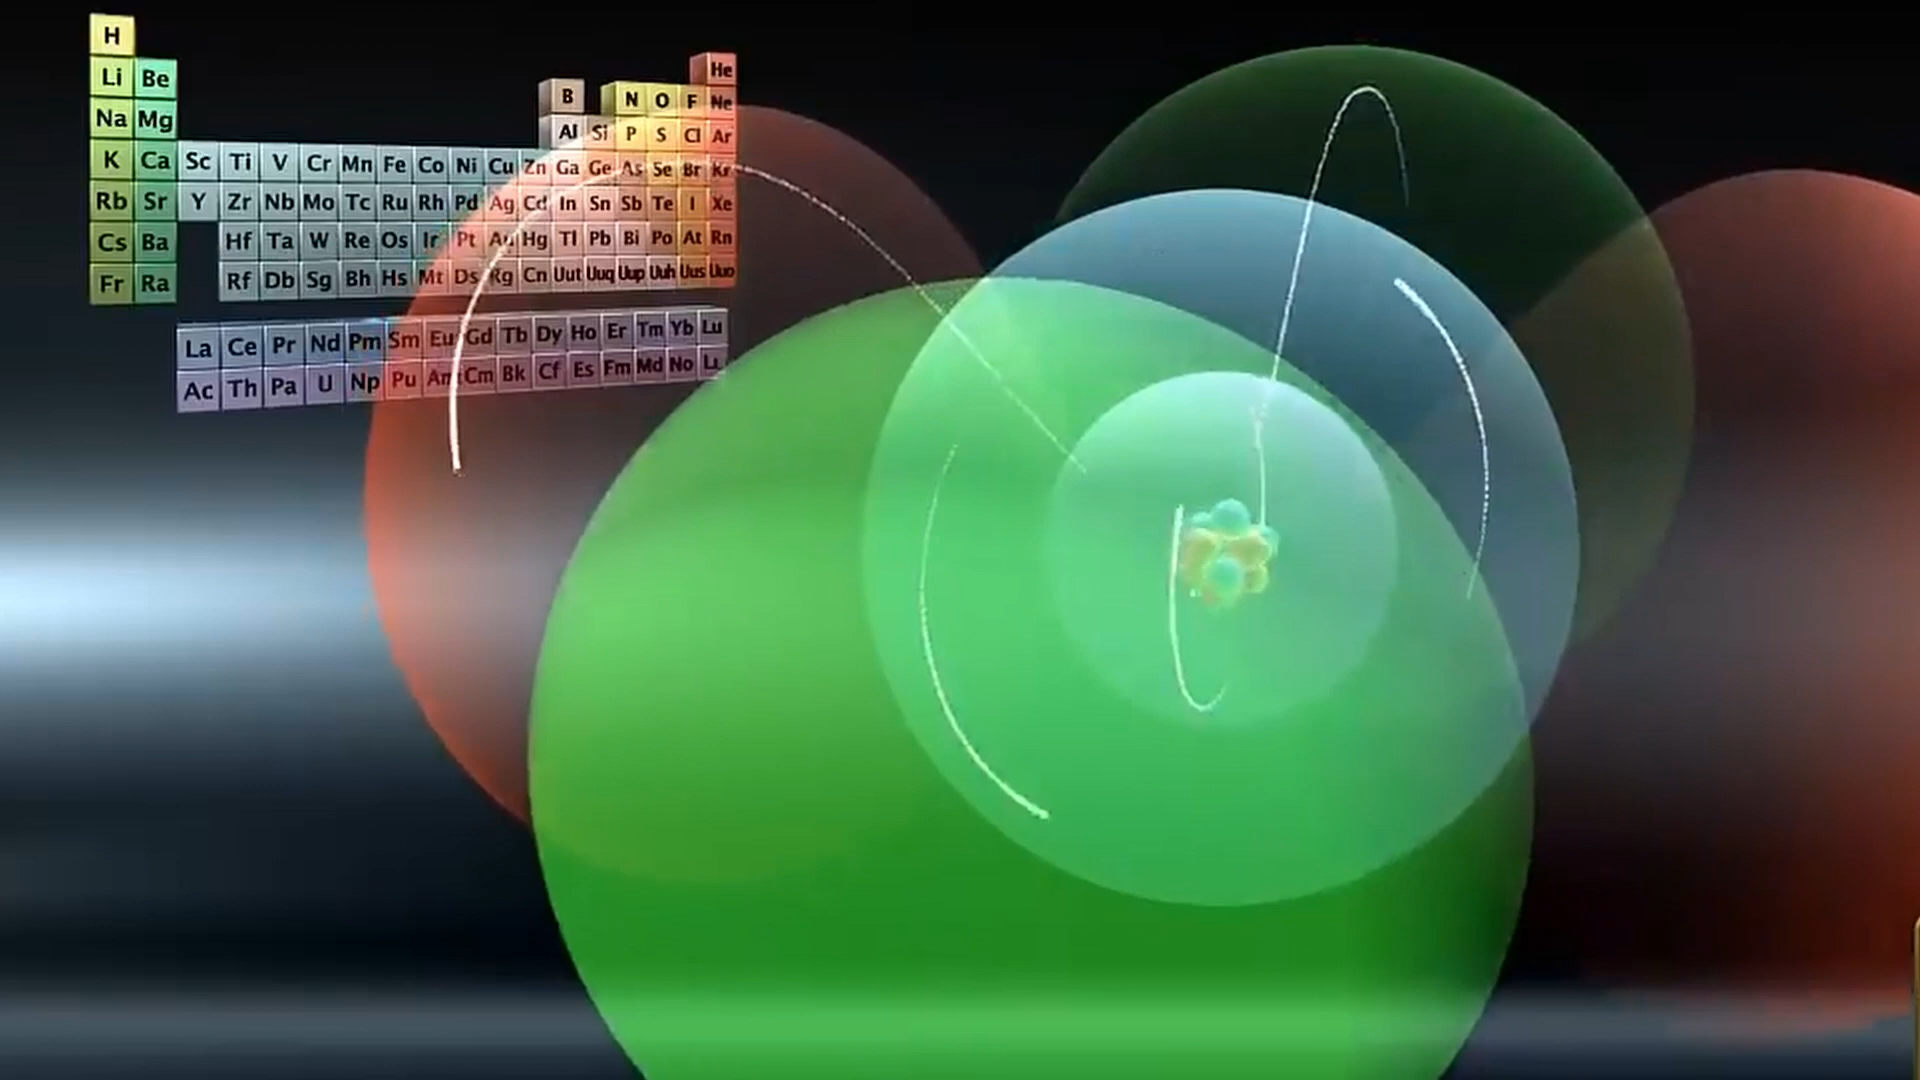 H He
Li Be B N O F Ne
Na Mg Al Si P S Cl Ar
K Ca Sc Ti V Cr Mn Fe Co Ni Cu Zn Ga Ge As Se Br Kr
Rb Sr Y Zr Nb Mo Tc Ru Rh Pd Ag Cd In Sn Sb Te I Xe
Cs Ba Hf Ta W Re Os Ir Pt Au Hg Tl Pb Bi Po At Rn
Fr Ra Rf Db Sg Bh Hs Mt Ds Rg Cn Uut Uuq Uup Uuh Uus Uuo
La Ce Pr Nd Pm Sm Eu Gd Tb Dy Ho Er Tm Yb Lu
Ac Th Pa U Np Pu Am Cm Bk Cf Es Fm Md No